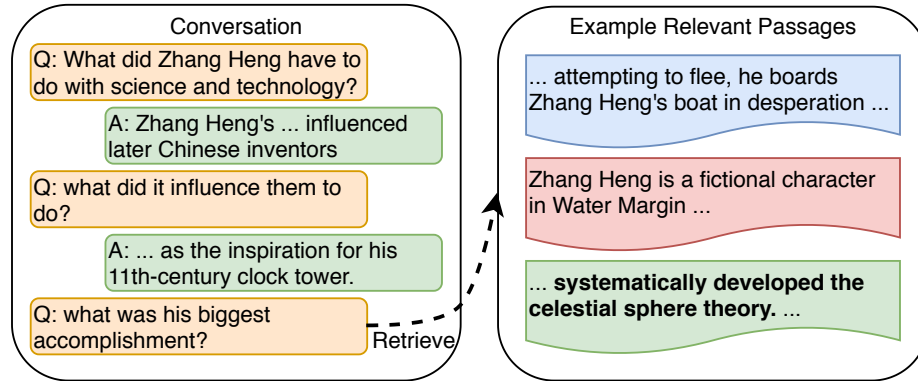 Conversation
Q: What did Zhang Heng have to
do with science and technology?
A: Zhang Heng's ... influenced
later Chinese inventors
Q: what did it influence them to
do?
A: ... as the inspiration for his
11th-century clock tower.
Q: what was his biggest
accomplishment?
Retrieve
Example Relevant Passages
... attempting to flee, he boards
Zhang Heng's boat in desperation ...
Zhang Heng is a fictional character
in Water Margin ...
... systematically developed the
celestial sphere theory. ...